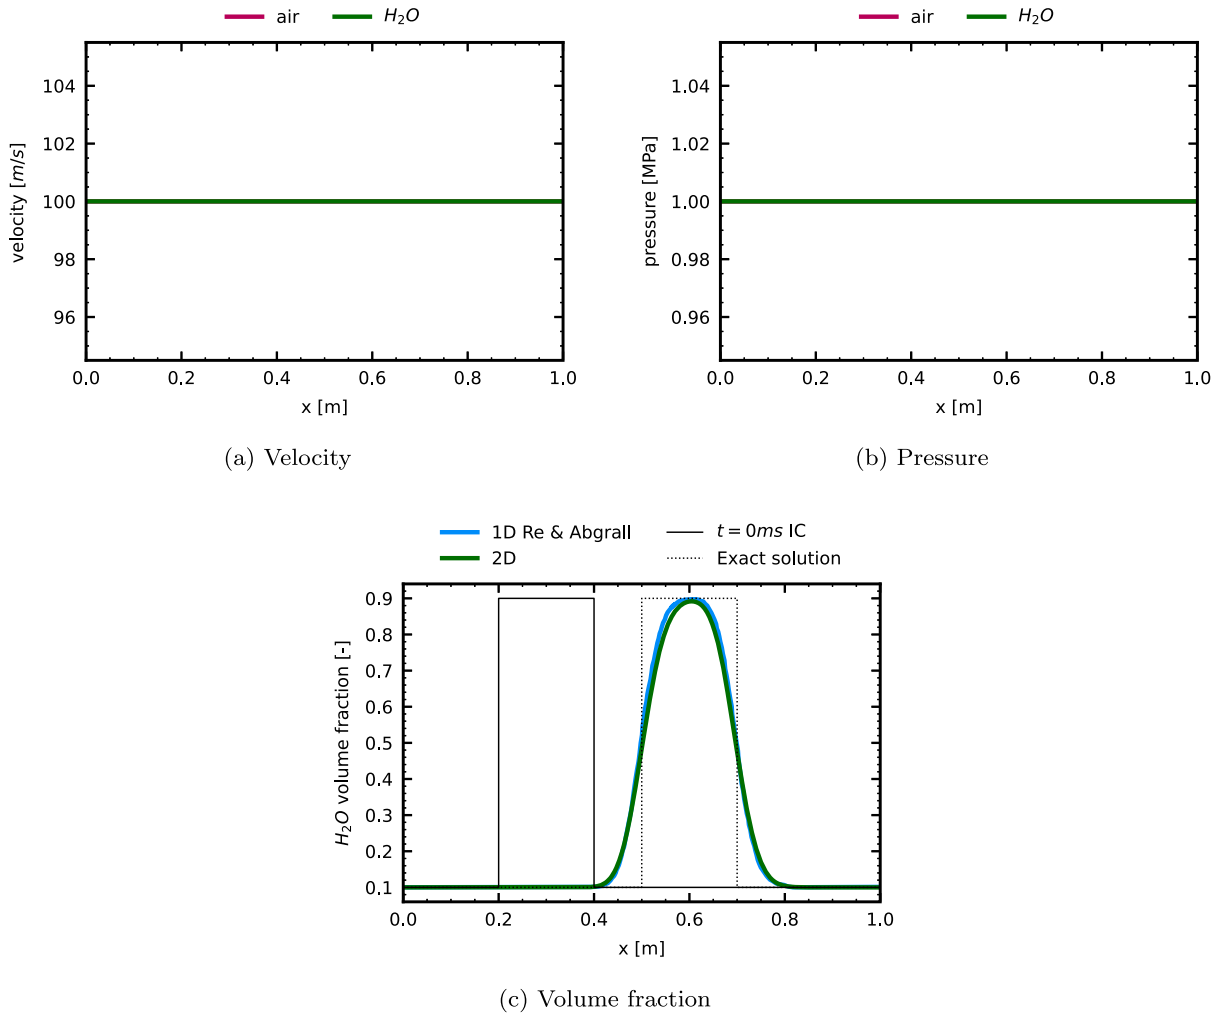 air H₂O
104
102
100
98
96
velocity [m/s]
0.0 0.2 0.4 0.6 0.8 1.0
x [m]
(a) Velocity
air H₂O
1.04
1.02
1.00
0.98
0.96
pressure [MPa]
0.0 0.2 0.4 0.6 0.8 1.0
x [m]
(b) Pressure
1D Re & Abgrall t = 0ms IC
2D Exact solution
0.9
0.8
0.7
0.6
0.5
0.4
0.3
0.2
0.1
H₂O volume fraction [-]
0.0 0.2 0.4 0.6 0.8 1.0
x [m]
(c) Volume fraction